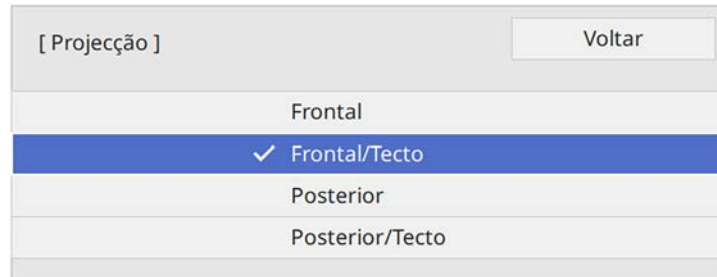 [ Projecção ]
Voltar
Frontal
Frontal/Tecto
Posterior
Posterior/Tecto